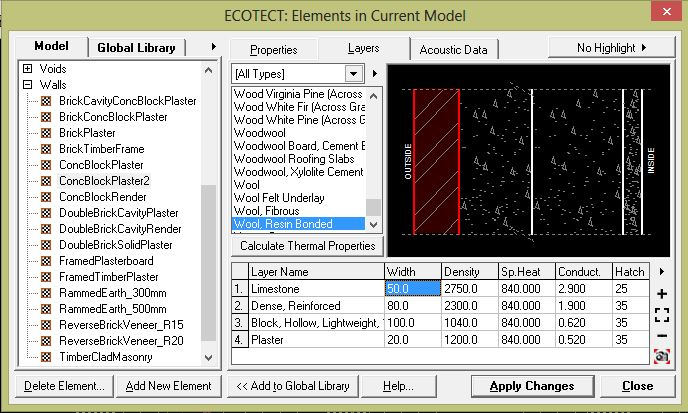 ECOTECT: Elements in Current Model
Model
Global Library
Voids
Walls
BrickCavityConcBlockPlaster
BrickConcBlockPlaster
BrickPlaster
BrickTimberFrame
ConcBlockPlaster
ConcBlockPlaster2
ConcBlockRender
DoubleBrickCavityPlaster
DoubleBrickCavityRender
DoubleBrickSolidPlaster
FramedPlasterboard
FramedTimberPlaster
RammedEarth_300mm
RammedEarth_500mm
ReverseBrickVeneer_R15
ReverseBrickVeneer_R20
TimberCladMasonry
Properties
Layers
Acoustic Data
No Highlight
[All Types]
Wood Virginia Pine (Across
Wood White Fir (Across Gra
Wood White Pine (Across G
Woodwool
Woodwool Board, Cement B
Woodwool Roofing Slabs
Woodwool, Xylolite Cement
Wool
Wool Felt Underlay
Wool, Fibrous
Wool, Resin Bonded
Calculate Thermal Properties
OUTSIDE
INSIDE
Layer Name Width Density Sp.Heat Conduct. Hatch
1. Limestone 50.0 2750.0 840.000 2.900 25
2. Dense, Reinforced 80.0 2300.0 840.000 1.900 35
3. Block, Hollow, Lightweight, 100.0 1040.0 840.000 0.620 35
4. Plaster 20.0 1200.0 840.000 0.520 35
Delete Element...
Add New Element
<< Add to Global Library
Help...
Apply Changes
Close